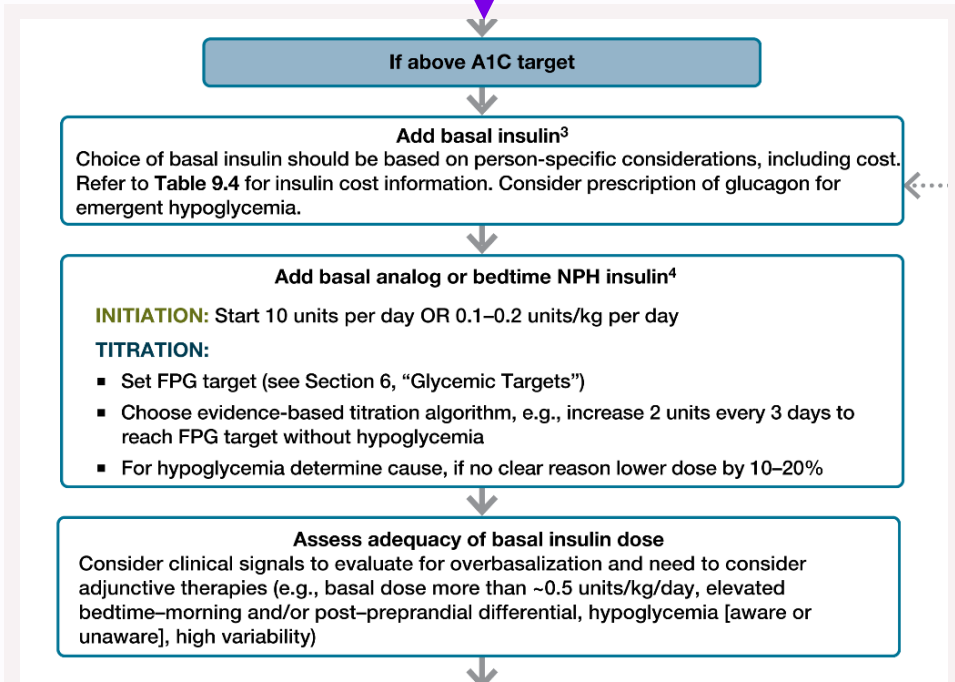 If above A1C target
Add basal insulin³
Choice of basal insulin should be based on person-specific considerations, including cost.
Refer to Table 9.4 for insulin cost information. Consider prescription of glucagon for
emergent hypoglycemia.
Add basal analog or bedtime NPH insulin⁴
INITIATION: Start 10 units per day OR 0.1–0.2 units/kg per day
TITRATION:
■ Set FPG target (see Section 6, “Glycemic Targets”)
■ Choose evidence-based titration algorithm, e.g., increase 2 units every 3 days to
reach FPG target without hypoglycemia
■ For hypoglycemia determine cause, if no clear reason lower dose by 10–20%
Assess adequacy of basal insulin dose
Consider clinical signals to evaluate for overbasalization and need to consider
adjunctive therapies (e.g., basal dose more than ~0.5 units/kg/day, elevated
bedtime–morning and/or post–preprandial differential, hypoglycemia [aware or
unaware], high variability)